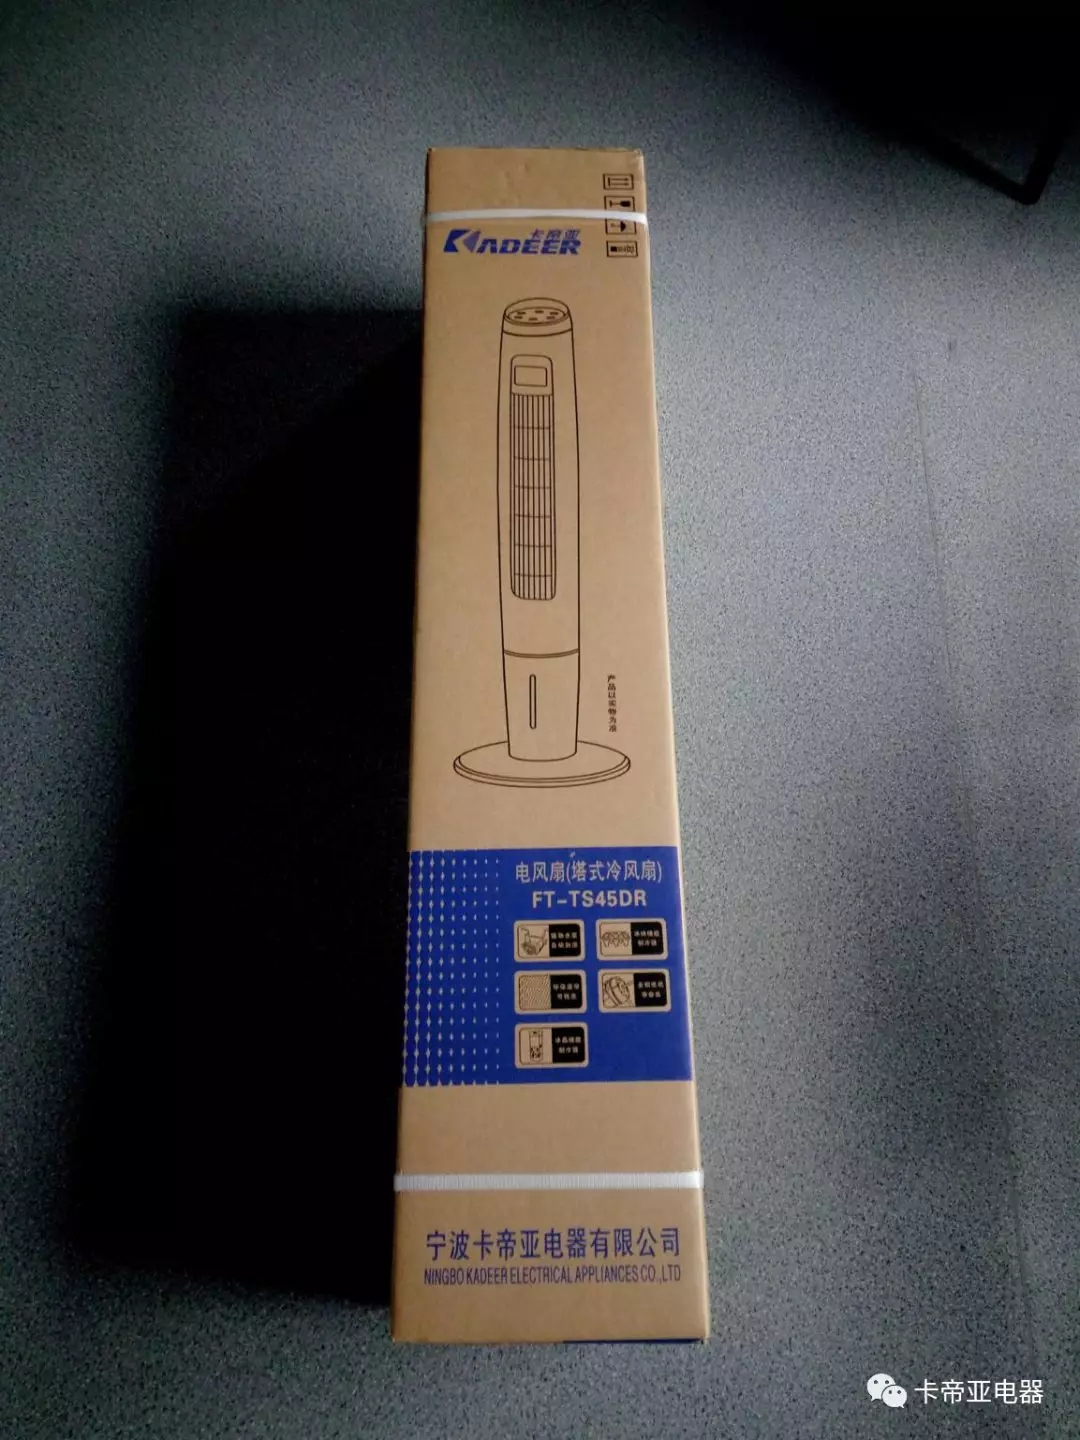 卡帝亚
KADEER
产品以实物为准
电风扇(塔式冷风扇)
FT-TS45DR
宁波卡帝亚电器有限公司
NINGBO KADEER ELECTRICAL APPLIANCES CO.,LTD
卡帝亚电器